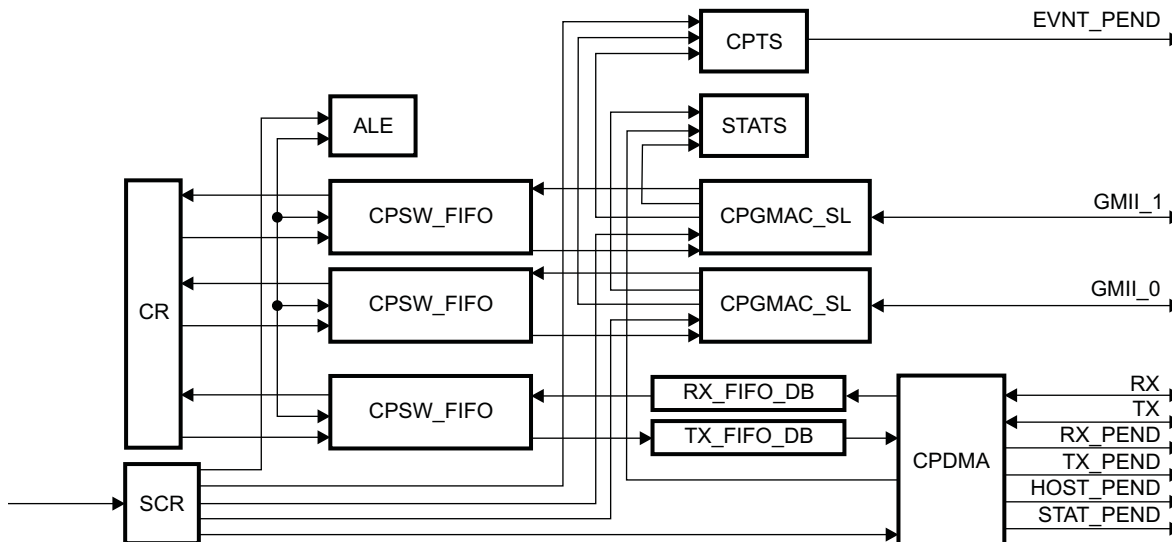 EVNT_PEND
CPTS
ALE
STATS
CPSW_FIFO
CPGMAC_SL
GMII_1
CR
CPSW_FIFO
CPGMAC_SL
GMII_0
CPSW_FIFO
RX_FIFO_DB
TX_FIFO_DB
CPDMA
RX
TX
RX_PEND
TX_PEND
HOST_PEND
STAT_PEND
SCR